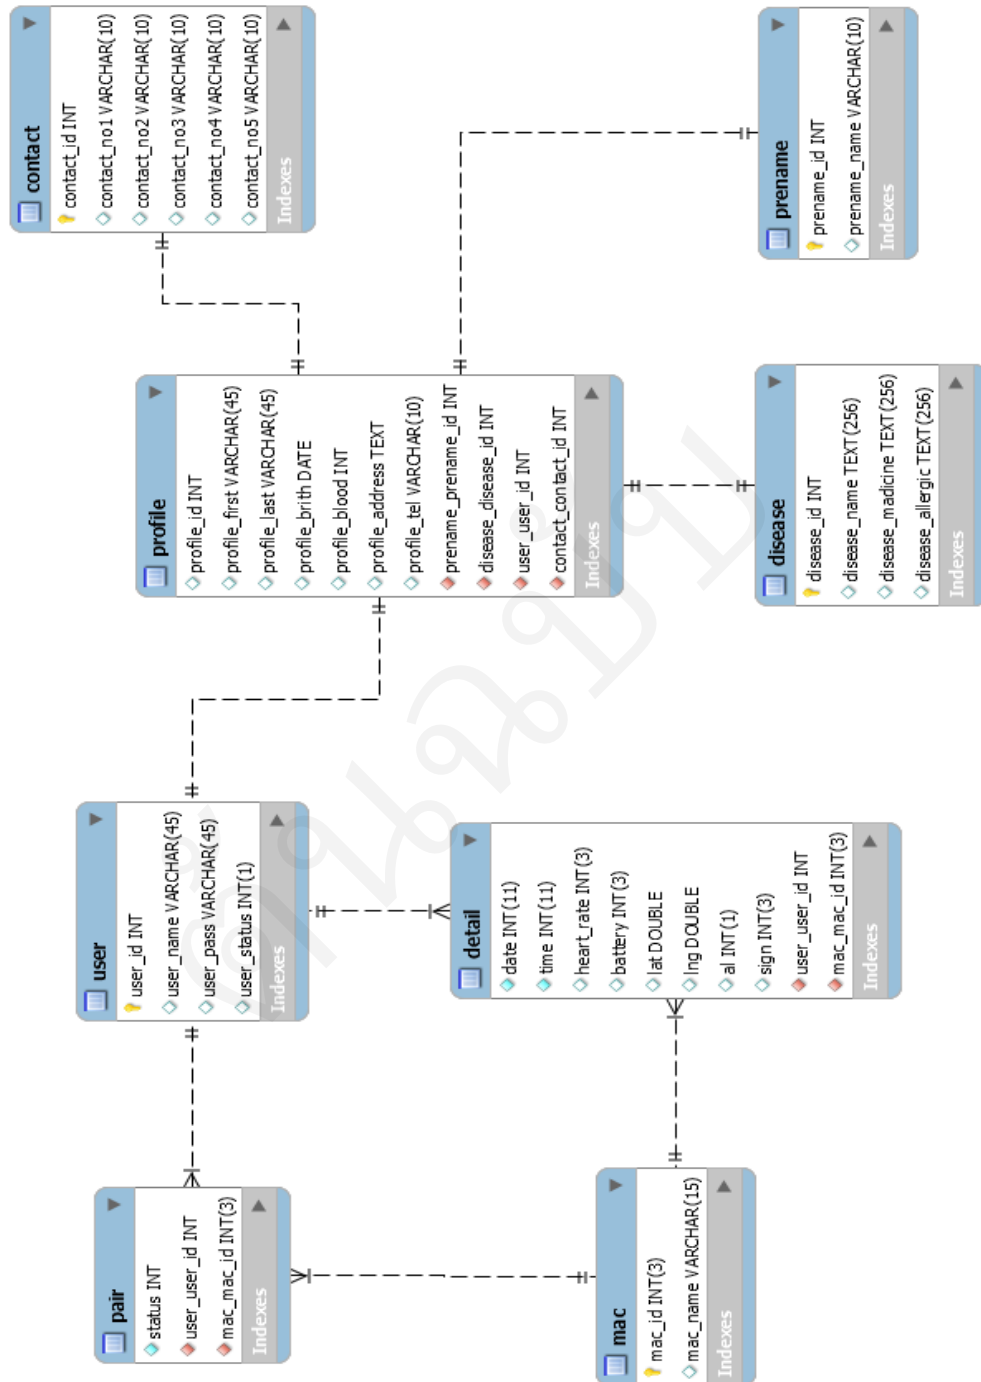 contact
contact_id INT
contact_no1 VARCHAR(10)
contact_no2 VARCHAR(10)
contact_no3 VARCHAR(10)
contact_no4 VARCHAR(10)
contact_no5 VARCHAR(10)
Indexes
prename
prename_id INT
prename_name VARCHAR(10)
Indexes
profile
profile_id INT
profile_first VARCHAR(45)
profile_last VARCHAR(45)
profile_brith DATE
profile_blood INT
profile_address TEXT
profile_tel VARCHAR(10)
prename_prename_id INT
disease_disease_id INT
user_user_id INT
contact_contact_id INT
Indexes
disease
disease_id INT
disease_name TEXT(256)
disease_madicine TEXT(256)
disease_allergic TEXT(256)
Indexes
user
user_id INT
user_name VARCHAR(45)
user_pass VARCHAR(45)
user_status INT(1)
Indexes
detail
date INT(11)
time INT(11)
heart_rate INT(3)
battery INT(3)
lat DOUBLE
lng DOUBLE
al INT(1)
sign INT(3)
user_user_id INT
mac_mac_id INT(3)
Indexes
pair
status INT
user_user_id INT
mac_mac_id INT(3)
Indexes
mac
mac_id INT(3)
mac_name VARCHAR(15)
Indexes
ต้นฉบับ